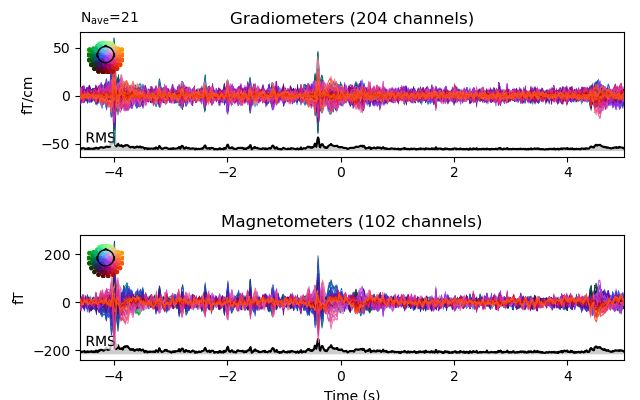 N_ave=21
Gradiometers (204 channels)
fT/cm
50
0
−50
RMS
−4
−2
0
2
4
Magnetometers (102 channels)
fT
200
0
−200
RMS
−4
−2
0
2
4
Time (s)